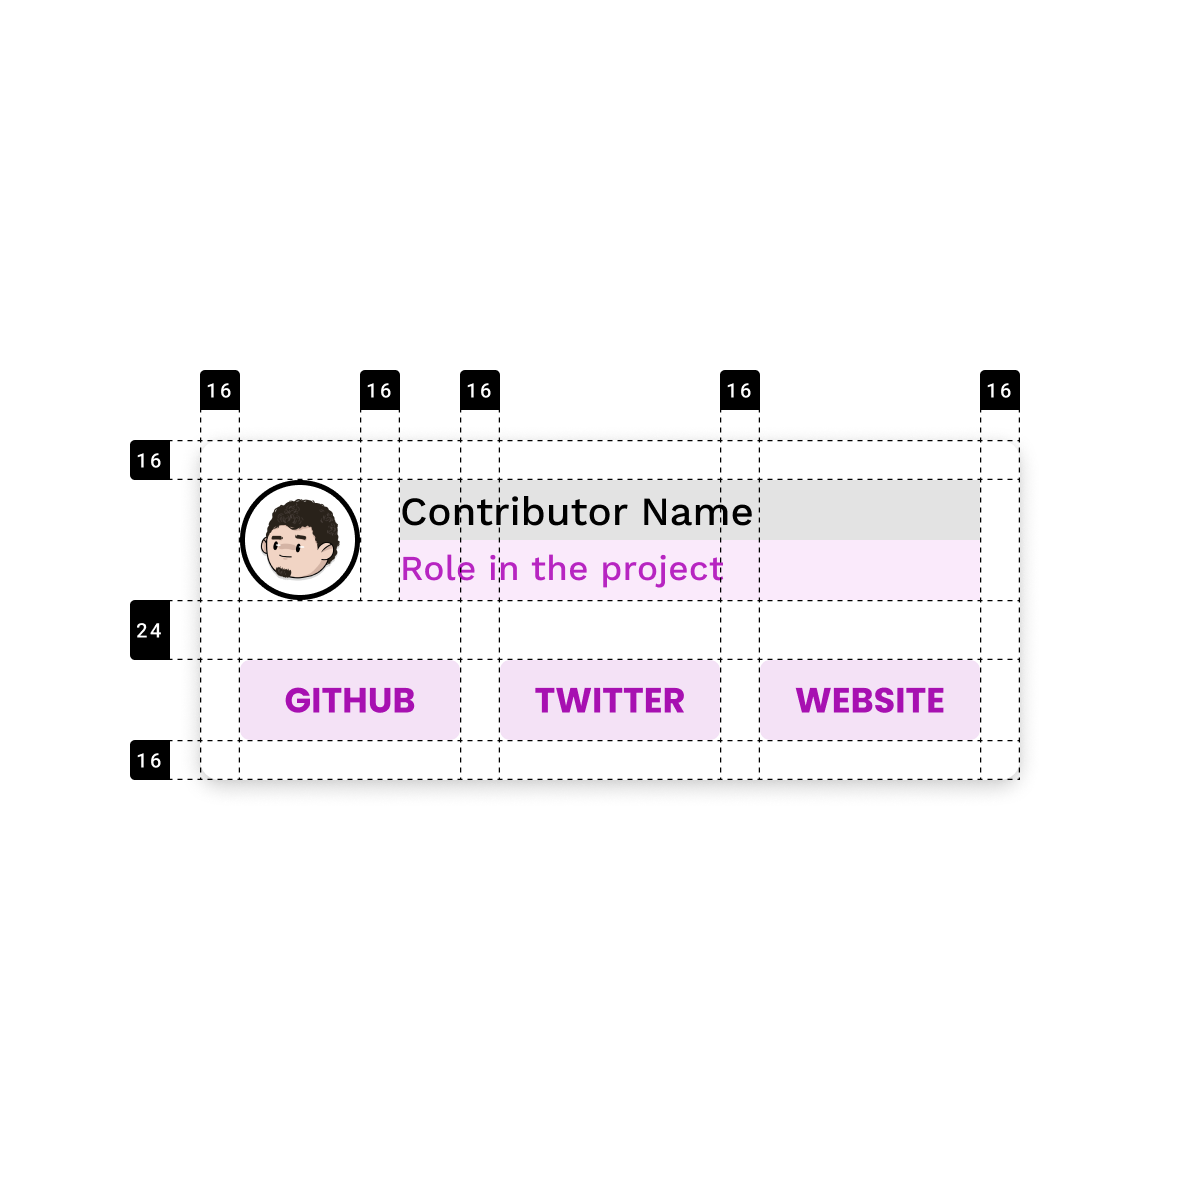 16 16 16 16 16
16
Contributor Name
Role in the project
24
GITHUB TWITTER WEBSITE
16